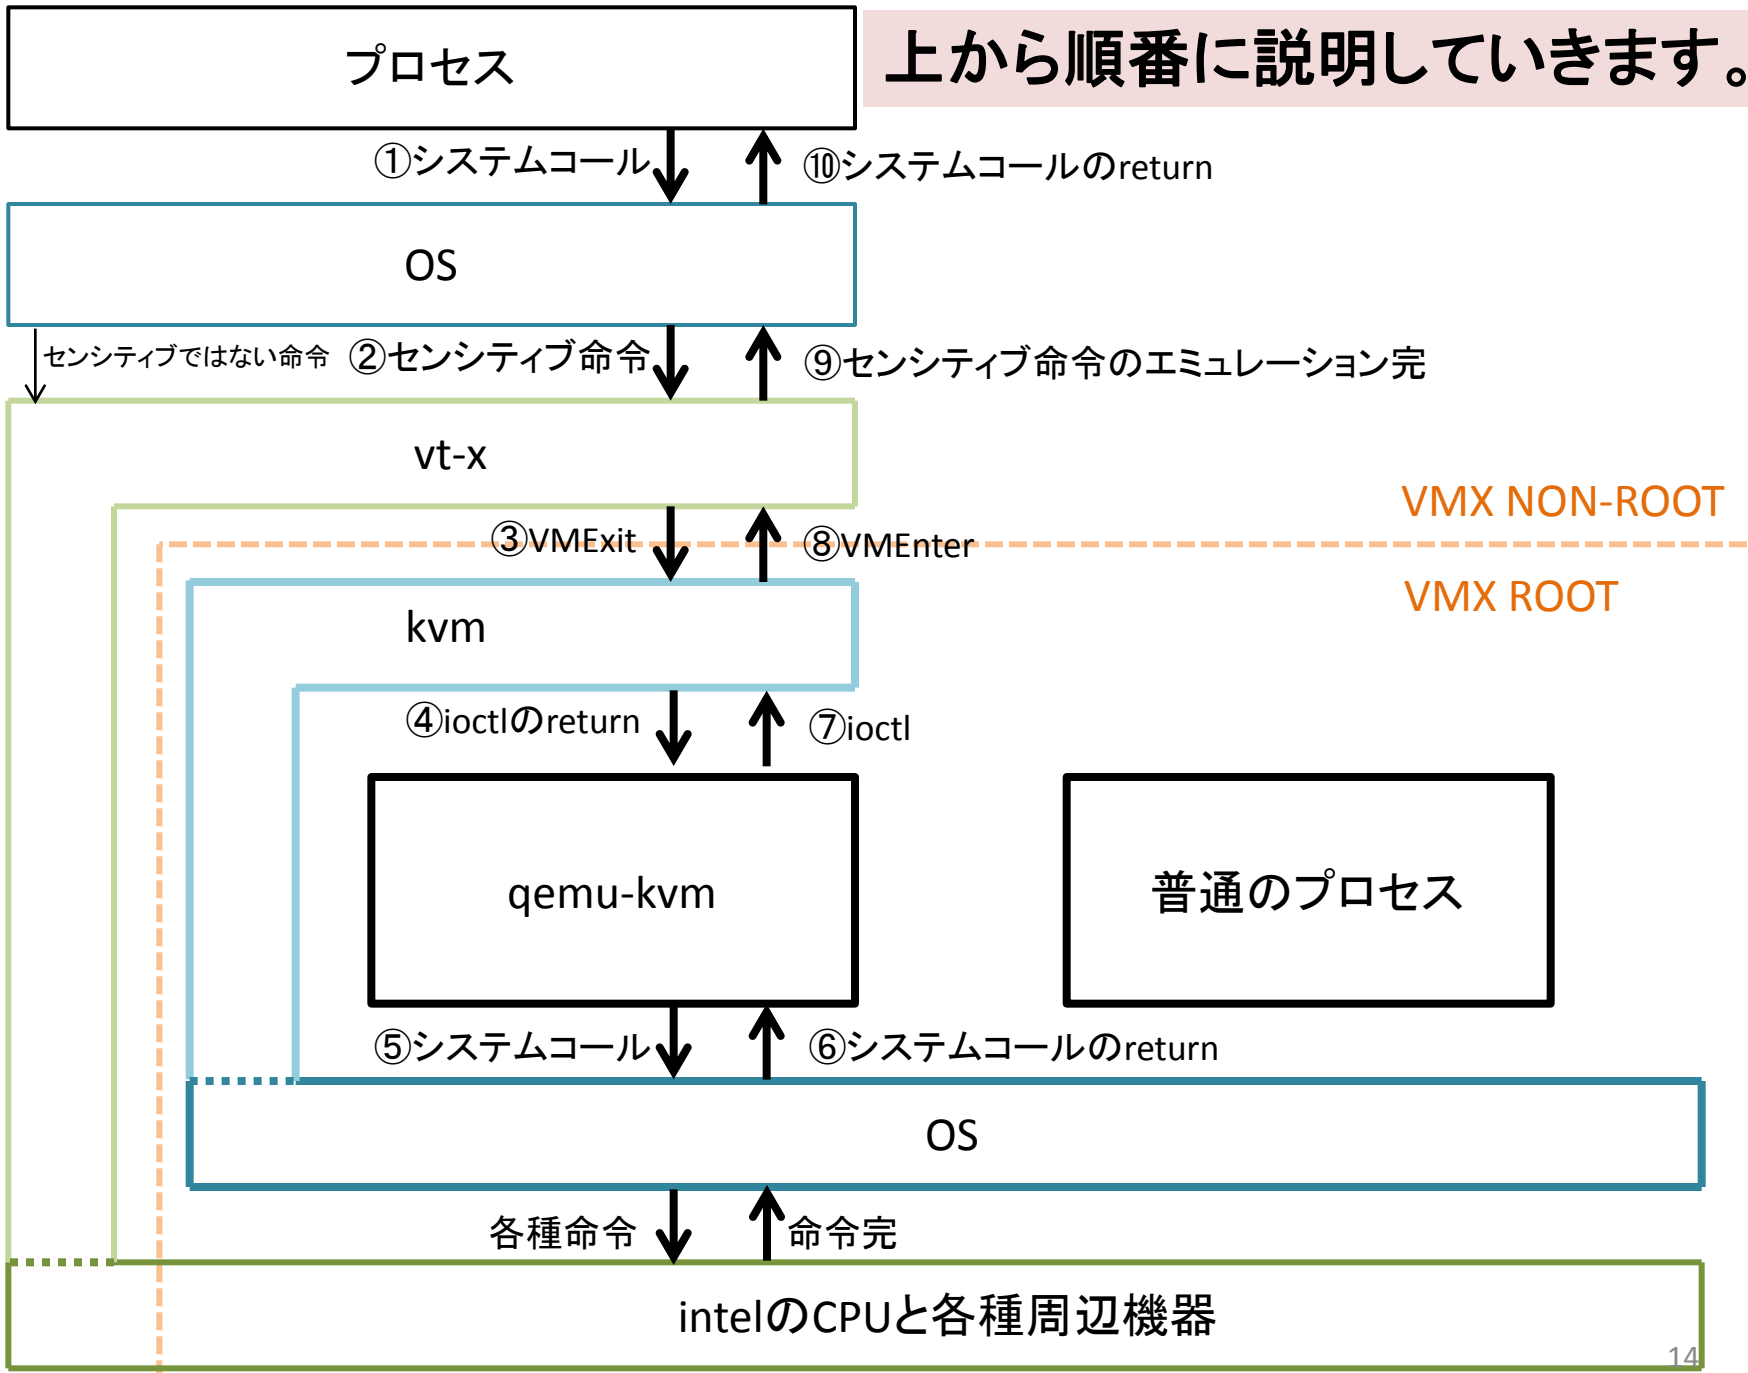 プロセス
上から順番に説明していきます。
①システムコール
⑩システムコールのreturn
OS
センシティブではない命令
②センシティブ命令
⑨センシティブ命令のエミュレーション完
vt-x
VMX NON-ROOT
③VMExit
⑧VMEnter
VMX ROOT
kvm
④ioctlのreturn
⑦ioctl
qemu-kvm
普通のプロセス
⑤システムコール
⑥システムコールのreturn
OS
各種命令
命令完
intelのCPUと各種周辺機器
14